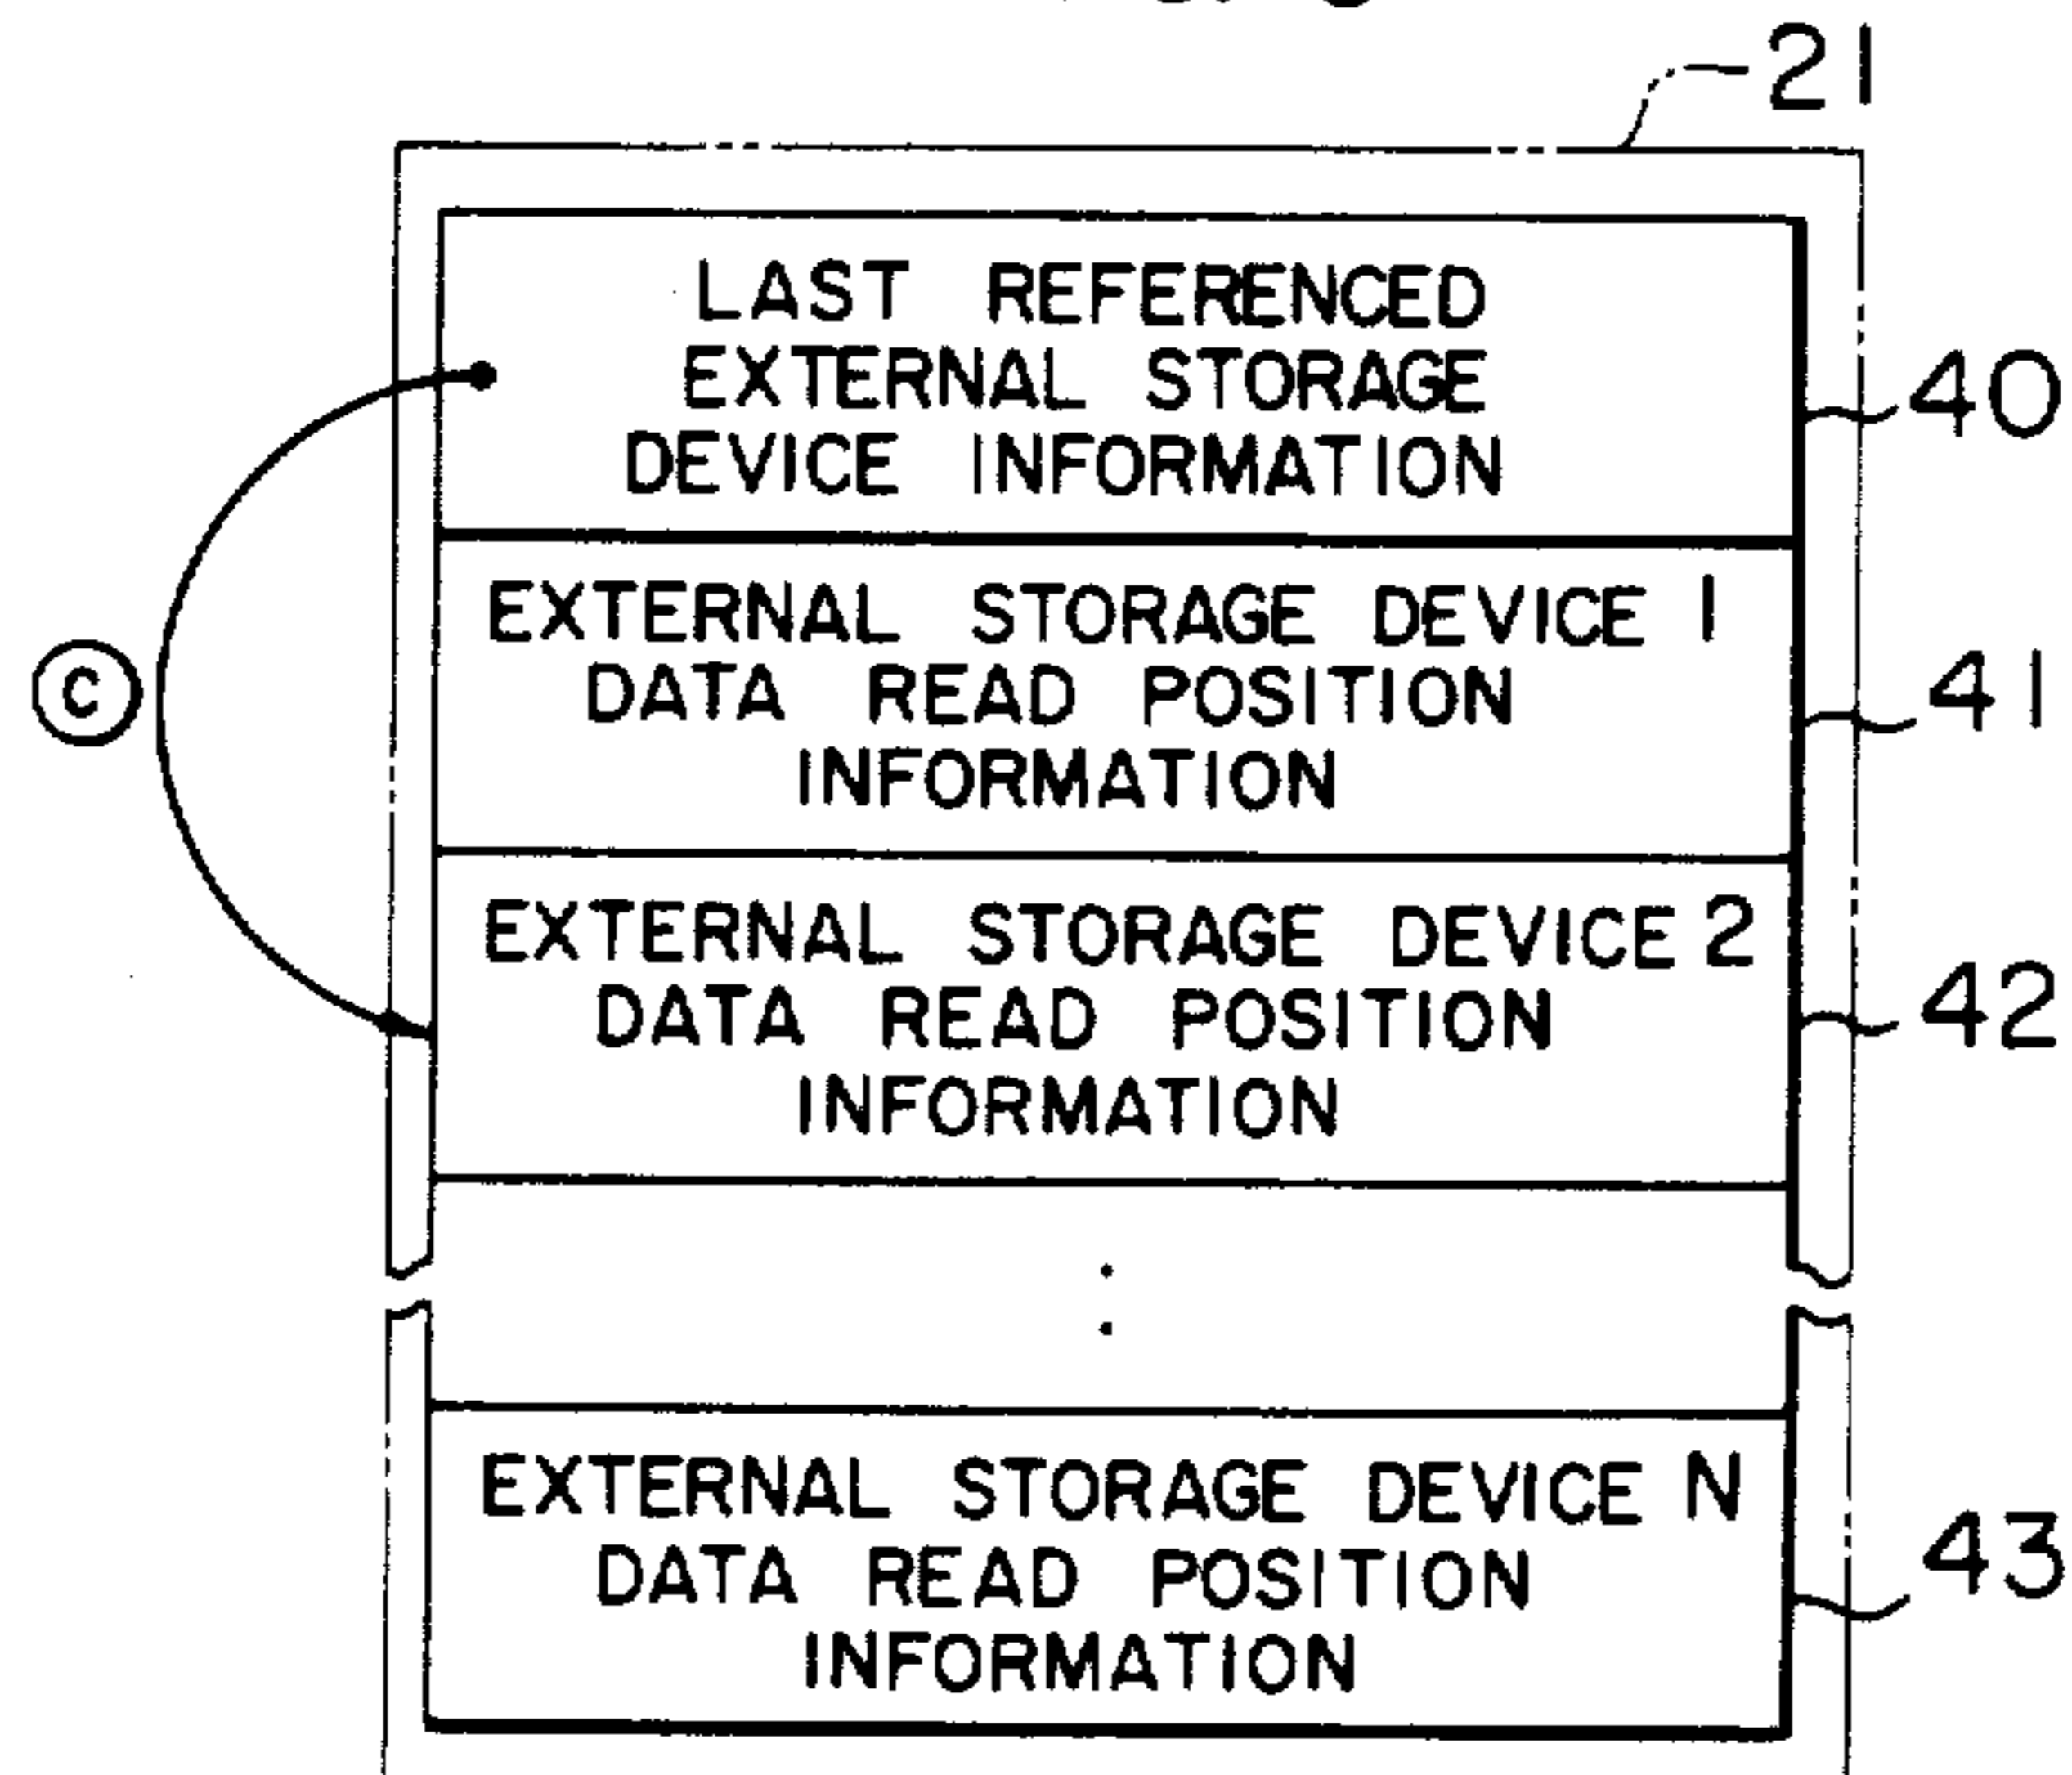 21
LAST REFERENCED
EXTERNAL STORAGE
DEVICE INFORMATION
40
EXTERNAL STORAGE DEVICE 1
DATA READ POSITION
INFORMATION
41
©
EXTERNAL STORAGE DEVICE 2
DATA READ POSITION
INFORMATION
42
EXTERNAL STORAGE DEVICE N
DATA READ POSITION
INFORMATION
43